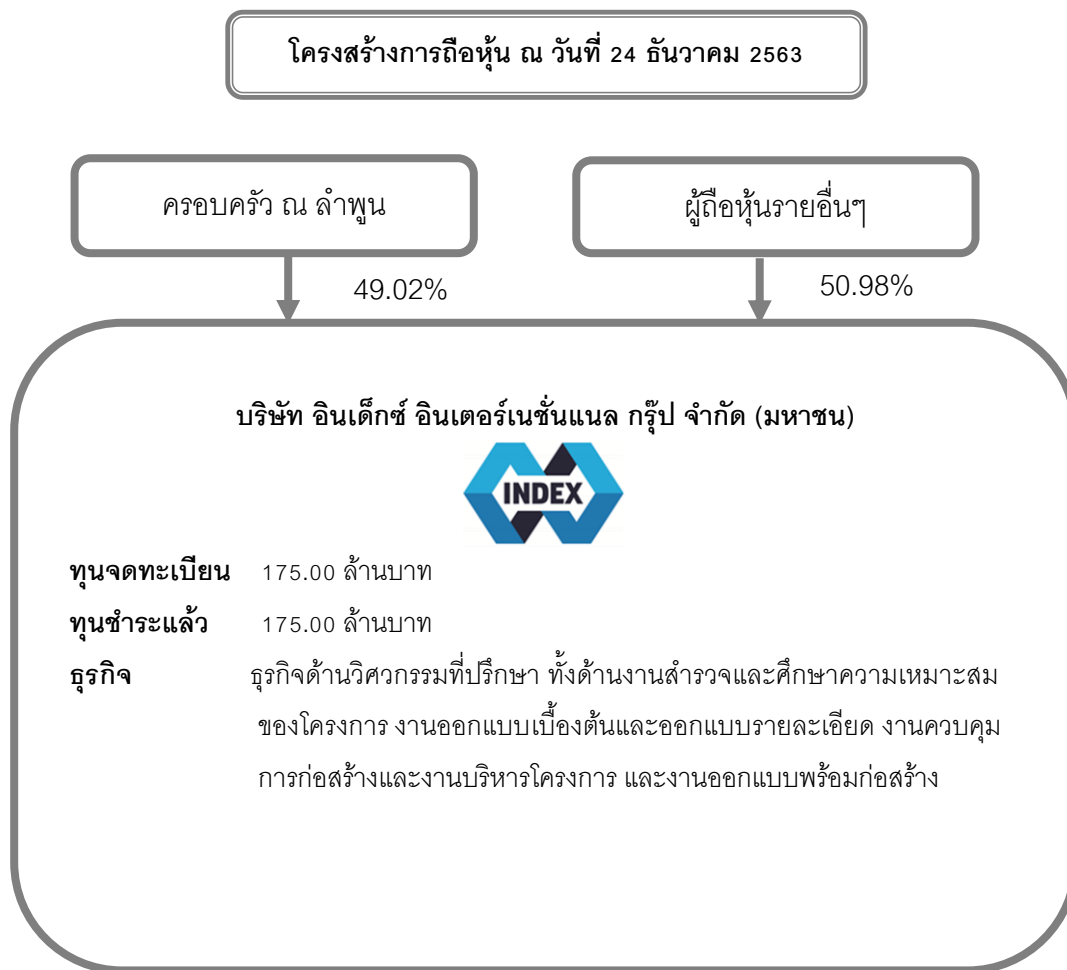 โครงสร้างการถือหุ้น ณ วันที่ 24 ธันวาคม 2563
ครอบครัว ณ ลำพูน
ผู้ถือหุ้นรายอื่นๆ
49.02%
50.98%
บริษัท อินเด็กซ์ อินเตอร์เนชั่นแนล กรุ๊ป จำกัด (มหาชน)
INDEX
ทุนจดทะเบียน 175.00 ล้านบาท
ทุนชำระแล้ว 175.00 ล้านบาท
ธุรกิจ ธุรกิจด้านวิศวกรรมที่ปรึกษา ทั้งด้านงานสำรวจและศึกษาความเหมาะสม
ของโครงการ งานออกแบบเบื้องต้นและออกแบบรายละเอียด งานควบคุม
การก่อสร้างและงานบริหารโครงการ และงานออกแบบพร้อมก่อสร้าง